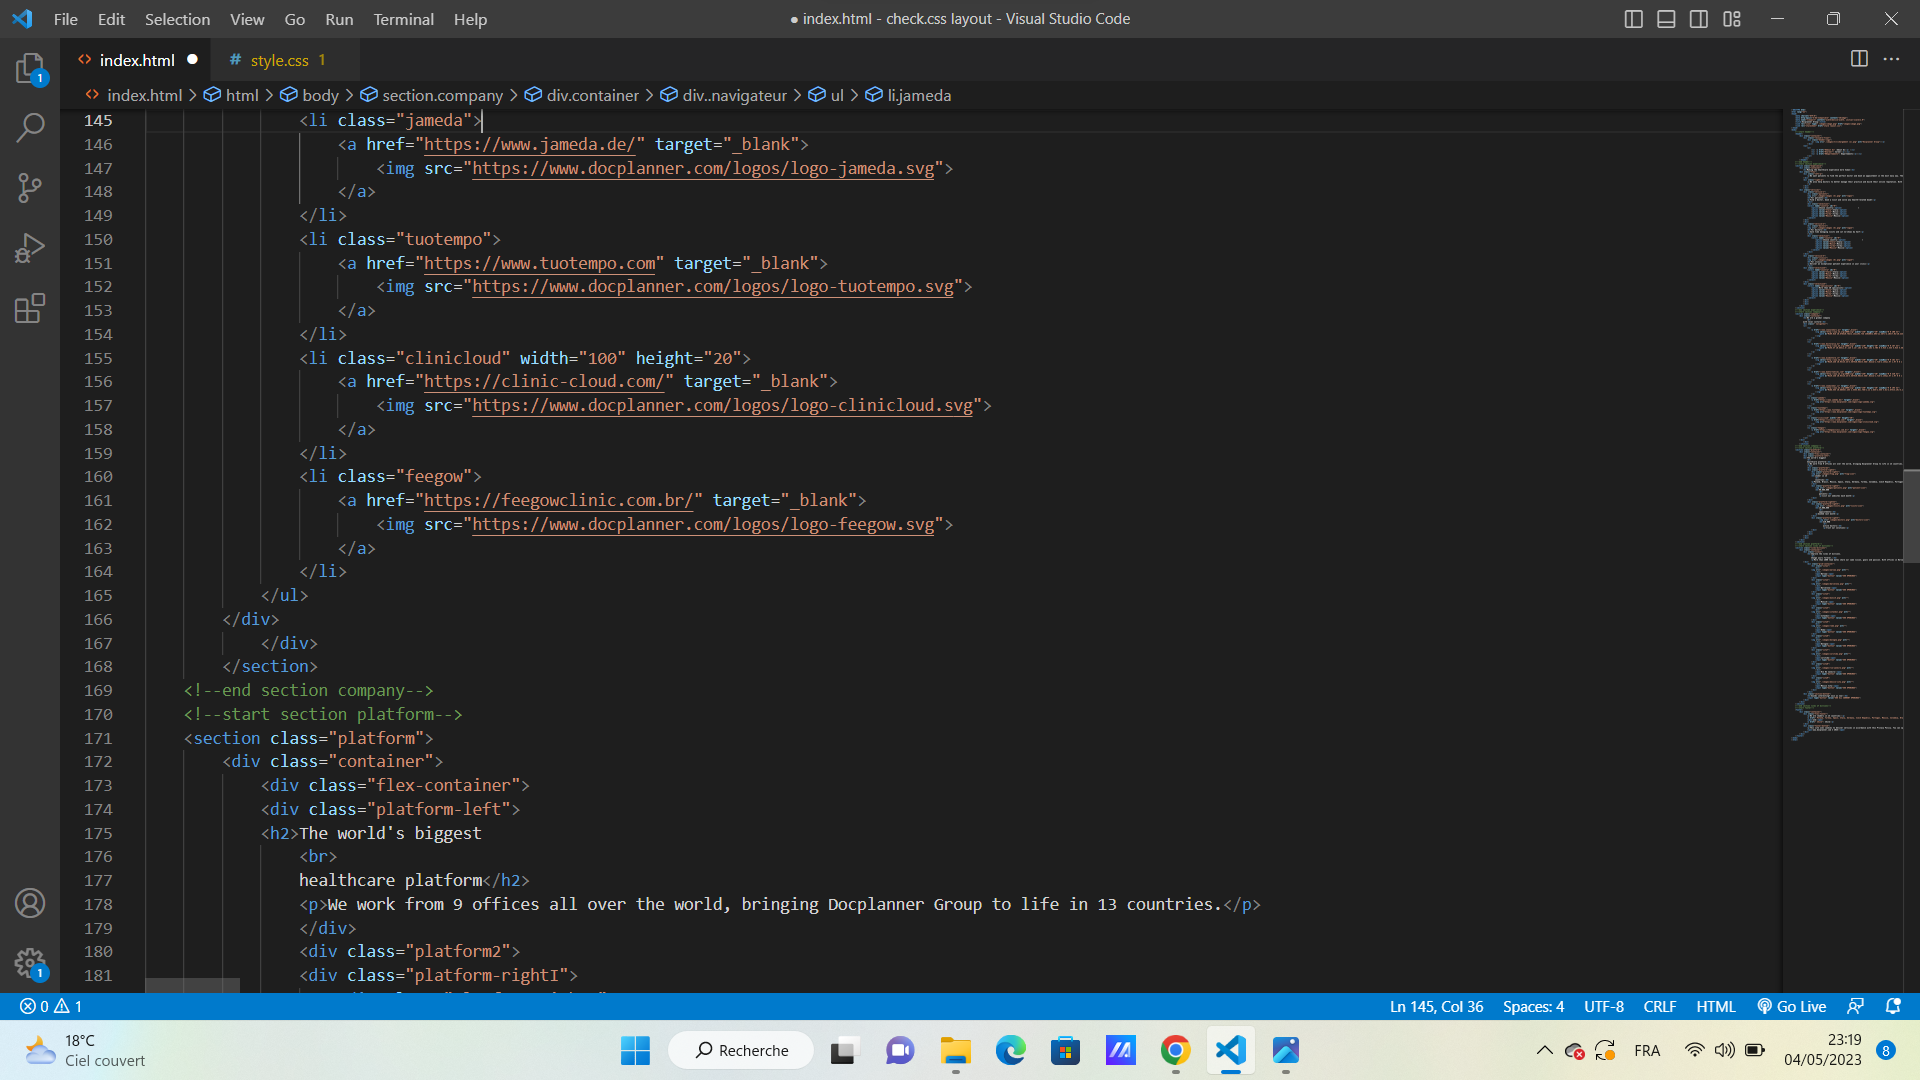 File Edit Selection View Go Run Terminal Help
● index.html - check.css layout - Visual Studio Code
index.html ●
# style.css 1
index.html > html > body > section.company > div.container > div..navigateur > ul > li.jameda
145 <li class="jameda">
146 <a href="https://www.jameda.de/" target="_blank">
147 <img src="https://www.docplanner.com/logos/logo-jameda.svg">
148 </a>
149 </li>
150 <li class="tuotempo">
151 <a href="https://www.tuotempo.com" target="_blank">
152 <img src="https://www.docplanner.com/logos/logo-tuotempo.svg">
153 </a>
154 </li>
155 <li class="clinicloud" width="100" height="20">
156 <a href="https://clinic-cloud.com/" target="_blank">
157 <img src="https://www.docplanner.com/logos/logo-clinicloud.svg">
158 </a>
159 </li>
160 <li class="feegow">
161 <a href="https://feegowclinic.com.br/" target="_blank">
162 <img src="https://www.docplanner.com/logos/logo-feegow.svg">
163 </a>
164 </li>
165 </ul>
166 </div>
167 </div>
168 </section>
169 <!--end section company-->
170 <!--start section platform-->
171 <section class="platform">
172 <div class="container">
173 <div class="flex-container">
174 <div class="platform-left">
175 <h2>The world's biggest
176 <br>
177 healthcare platform</h2>
178 <p>We work from 9 offices all over the world, bringing Docplanner Group to life in 13 countries.</p>
179 </div>
180 <div class="platform2">
181 <div class="platform-rightI">
1
1
0 1
Ln 145, Col 36 Spaces: 4 UTF-8 CRLF HTML Go Live
18°C
Ciel couvert
Recherche
FRA
23:19
04/05/2023
8